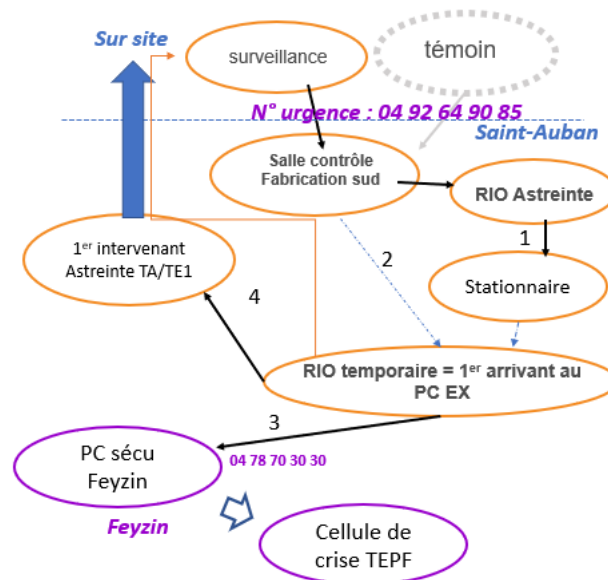 Sur site
surveillance
témoin
N° urgence : 04 92 64 90 85
Saint-Auban
Salle contrôle
Fabrication sud
RIO Astreinte
1
1er intervenant
Astreinte TA/TE1
2
Stationnaire
4
RIO temporaire = 1er arrivant au
PC EX
3
PC sécu
Feyzin
04 78 70 30 30
Feyzin
Cellule de
crise TEPF